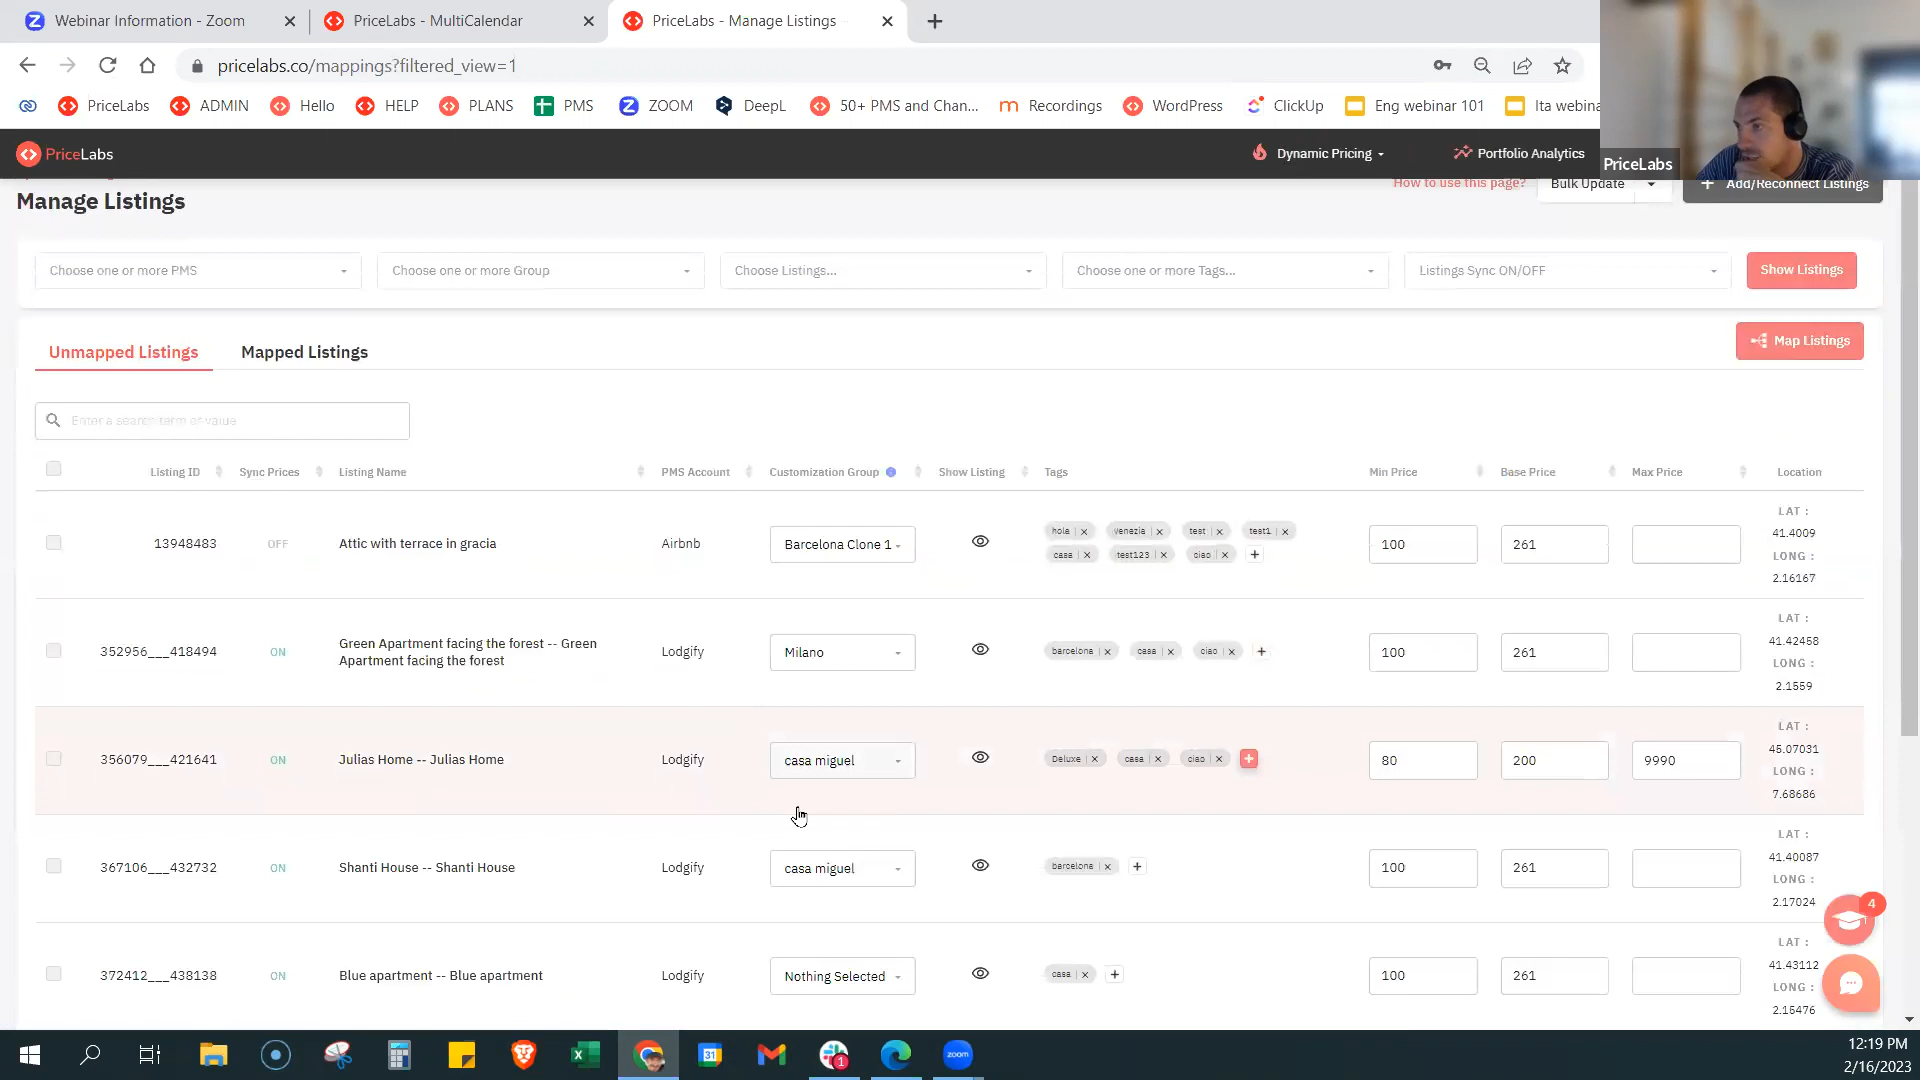 Webinar Information - Zoom
PriceLabs - MultiCalendar
PriceLabs - Manage Listings
pricelabs.co/mappings?filtered_view=1
PriceLabs
ADMIN
Hello
HELP
PLANS
PMS
ZOOM
DeepL
50+ PMS and Chan...
Recordings
WordPress
ClickUp
Eng webinar 101
Ita webina
PriceLabs
Dynamic Pricing
Portfolio Analytics
PriceLabs
Manage Listings
How to use this page?
Bulk Update
Add/Reconnect Listings
Choose one or more PMS
Choose one or more Group
Choose Listings...
Choose one or more Tags...
Listings Sync ON/OFF
Show Listings
Unmapped Listings
Mapped Listings
Map Listings
Enter a search term or value
Listing ID
Sync Prices
Listing Name
PMS Account
Customization Group
Show Listing
Tags
Min Price
Base Price
Max Price
Location
13948483
OFF
Attic with terrace in gracia
Airbnb
Barcelona Clone 1
hola | ×
venezia | ×
test | ×
test1 | ×
casa | ×
test123 | ×
ciao | ×
+
100
261
LAT :
41.4009
LONG :
2.16167
352956___418494
ON
Green Apartment facing the forest -- Green
Apartment facing the forest
Lodgify
Milano
barcelona | ×
casa | ×
ciao | ×
+
100
261
LAT :
41.42458
LONG :
2.1559
356079___421641
ON
Julias Home -- Julias Home
Lodgify
casa miguel
Deluxe | ×
casa | ×
ciao | ×
+
80
200
9990
LAT :
45.07031
LONG :
7.68686
367106___432732
ON
Shanti House -- Shanti House
Lodgify
casa miguel
barcelona | ×
+
100
261
LAT :
41.40087
LONG :
2.17024
372412___438138
ON
Blue apartment -- Blue apartment
Lodgify
Nothing Selected
casa | ×
+
100
261
LAT :
41.43112
LONG :
2.15476
4
31
1
zoom
12:19 PM
2/16/2023